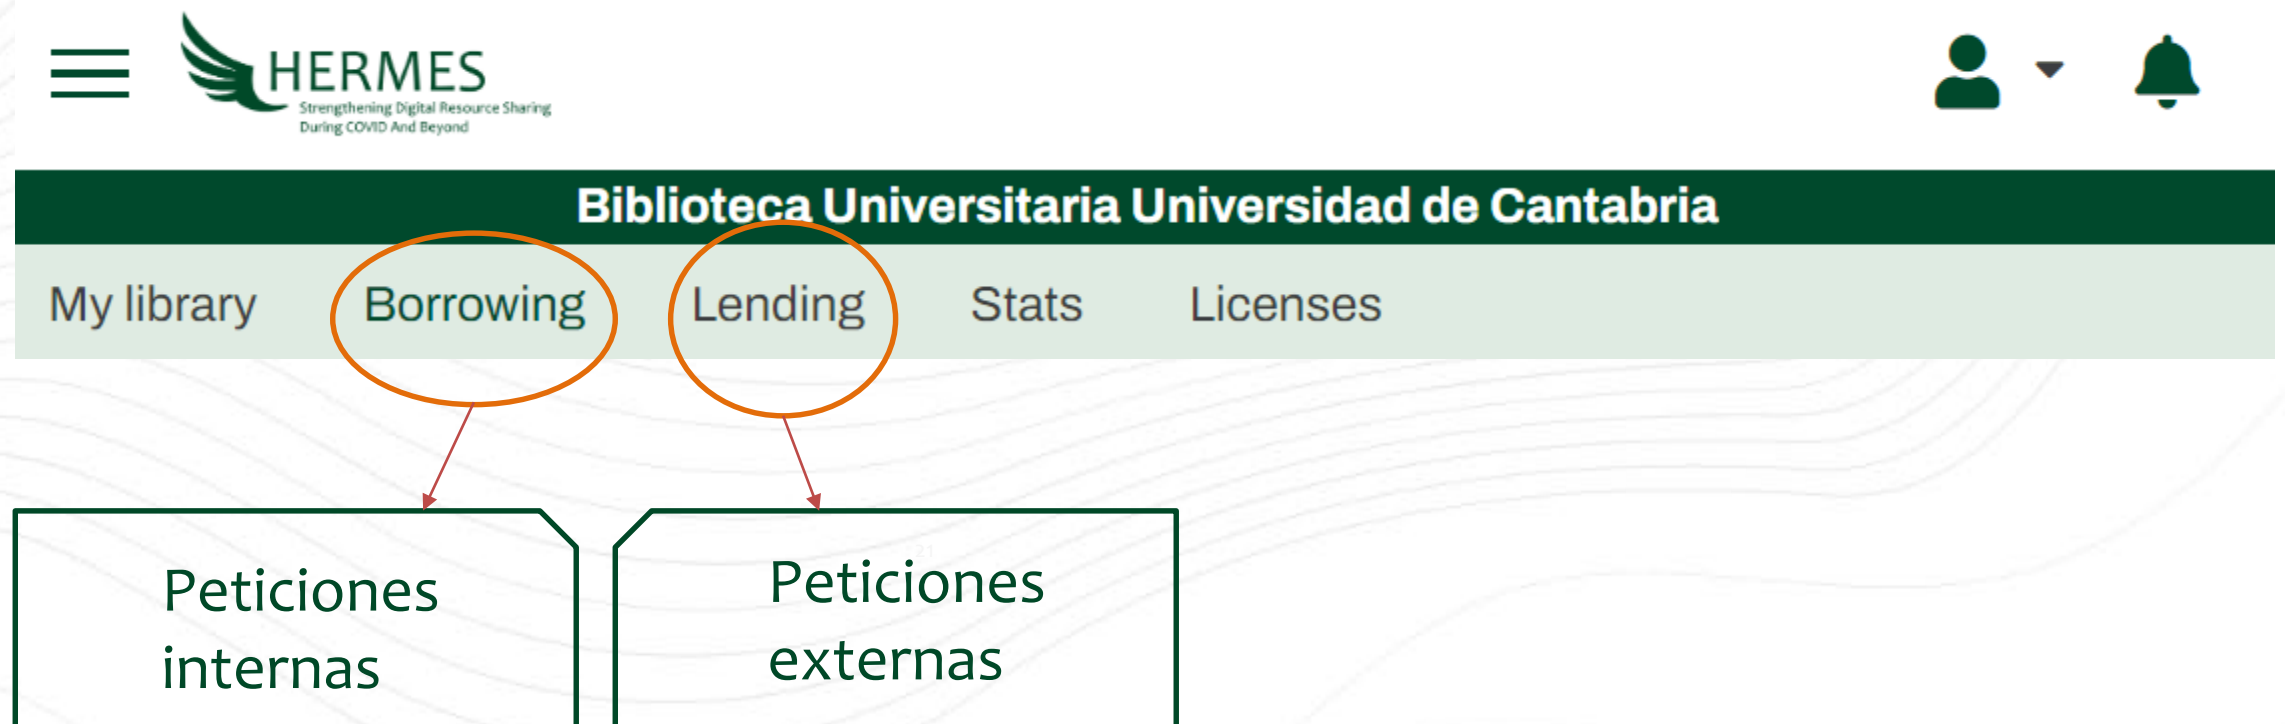 HERMES
Strengthening Digital Resource Sharing
During COVID And Beyond
Biblioteca Universitaria Universidad de Cantabria
My library Borrowing Lending Stats Licenses
21
Peticiones
internas
Peticiones
externas